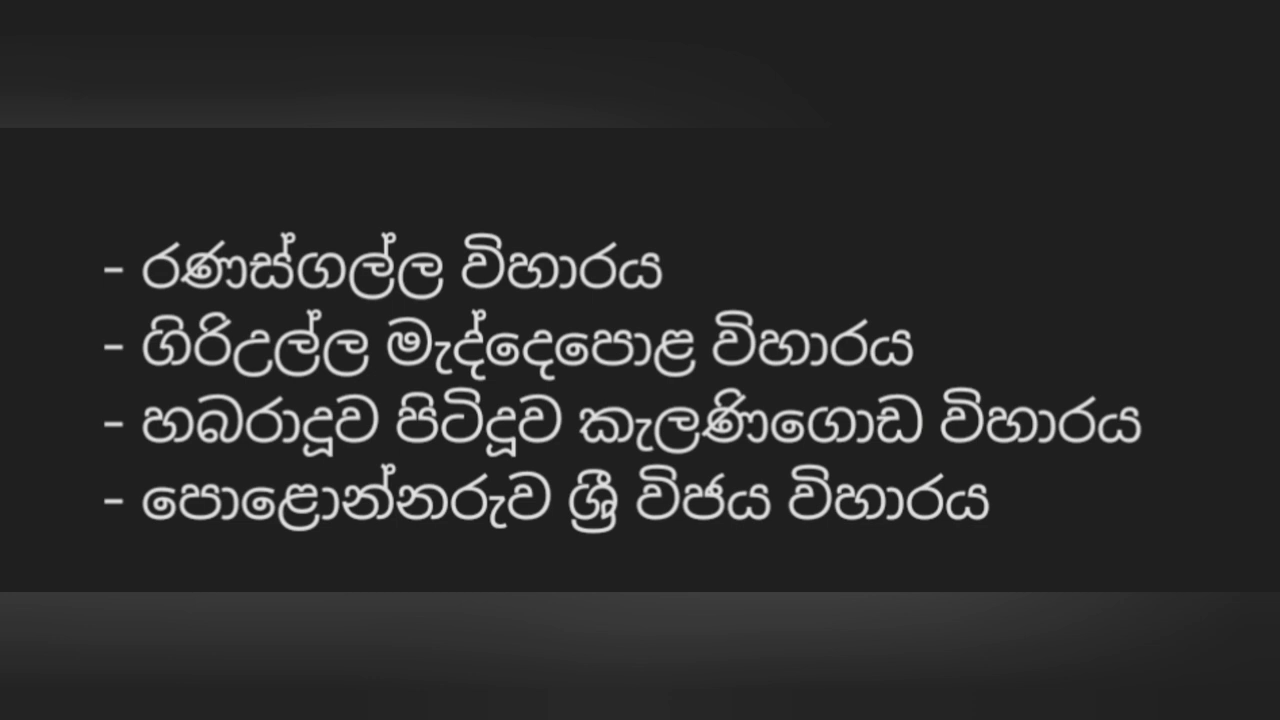 - රණස්ගල්ල විහාරය
- ගිරිඋල්ල මැද්දෙපොළ විහාරය
- හබරාදූව පිටිදූව කැලණිගොඩ විහාරය
- පොළොන්නරුව ශ්‍රී විජය විහාරය